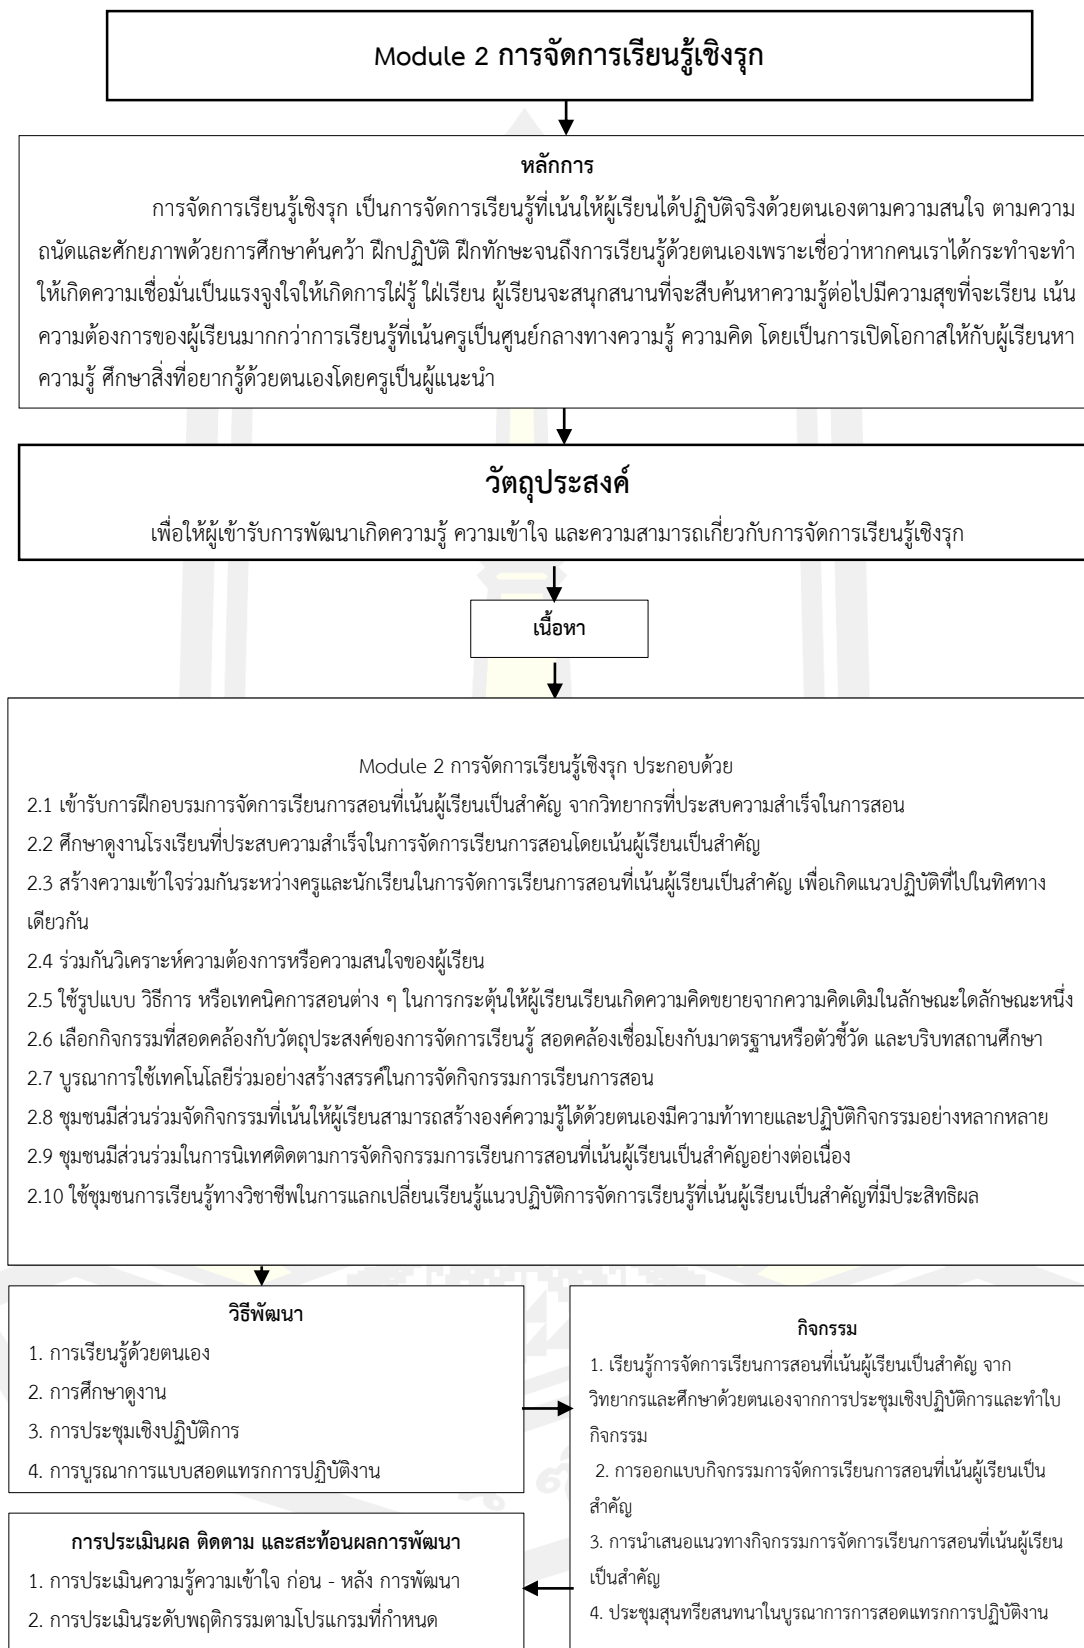 Module 2 การจัดการเรียนรู้เชิงรุก
หลักการ
การจัดการเรียนรู้เชิงรุก เป็นการจัดการเรียนรู้ที่เน้นให้ผู้เรียนได้ปฏิบัติจริงด้วยตนเองตามความสนใจ ตามความ
ถนัดและศักยภาพด้วยการศึกษาค้นคว้า ฝึกปฏิบัติ ฝึกทักษะจนถึงการเรียนรู้ด้วยตนเองเพราะเชื่อว่าหากคนเราได้กระทำจะทำ
ให้เกิดความเชื่อมั่นเป็นแรงจูงใจให้เกิดการใฝ่รู้ ใฝ่เรียน ผู้เรียนจะสนุกสนานที่จะสืบค้นหาความรู้ต่อไปมีความสุขที่จะเรียน เน้น
ความต้องการของผู้เรียนมากกว่าการเรียนรู้ที่เน้นครูเป็นศูนย์กลางทางความรู้ ความคิด โดยเป็นการเปิดโอกาสให้กับผู้เรียนหา
ความรู้ ศึกษาสิ่งที่อยากรู้ด้วยตนเองโดยครูเป็นผู้แนะนำ
วัตถุประสงค์
เพื่อให้ผู้เข้ารับการพัฒนาเกิดความรู้ ความเข้าใจ และความสามารถเกี่ยวกับการจัดการเรียนรู้เชิงรุก
เนื้อหา
Module 2 การจัดการเรียนรู้เชิงรุก ประกอบด้วย
2.1 เข้ารับการฝึกอบรมการจัดการเรียนการสอนที่เน้นผู้เรียนเป็นสำคัญ จากวิทยากรที่ประสบความสำเร็จในการสอน
2.2 ศึกษาดูงานโรงเรียนที่ประสบความสำเร็จในการจัดการเรียนการสอนโดยเน้นผู้เรียนเป็นสำคัญ
2.3 สร้างความเข้าใจร่วมกันระหว่างครูและนักเรียนในการจัดการเรียนการสอนที่เน้นผู้เรียนเป็นสำคัญ เพื่อเกิดแนวปฏิบัติที่ไปในทิศทาง
เดียวกัน
2.4 ร่วมกันวิเคราะห์ความต้องการหรือความสนใจของผู้เรียน
2.5 ใช้รูปแบบ วิธีการ หรือเทคนิคการสอนต่าง ๆ ในการกระตุ้นให้ผู้เรียนเรียนเกิดความคิดขยายจากความคิดเดิมในลักษณะใดลักษณะหนึ่ง
2.6 เลือกกิจกรรมที่สอดคล้องกับวัตถุประสงค์ของการจัดการเรียนรู้ สอดคล้องเชื่อมโยงกับมาตรฐานหรือตัวชี้วัด และบริบทสถานศึกษา
2.7 บูรณาการใช้เทคโนโลยีร่วมอย่างสร้างสรรค์ในการจัดกิจกรรมการเรียนการสอน
2.8 ชุมชนมีส่วนร่วมจัดกิจกรรมที่เน้นให้ผู้เรียนสามารถสร้างองค์ความรู้ได้ด้วยตนเองมีความท้าทายและปฏิบัติกิจกรรมอย่างหลากหลาย
2.9 ชุมชนมีส่วนร่วมในการนิเทศติดตามการจัดกิจกรรมการเรียนการสอนที่เน้นผู้เรียนเป็นสำคัญอย่างต่อเนื่อง
2.10 ใช้ชุมชนการเรียนรู้ทางวิชาชีพในการแลกเปลี่ยนเรียนรู้แนวปฏิบัติการจัดการเรียนรู้ที่เน้นผู้เรียนเป็นสำคัญที่มีประสิทธิผล
วิธีพัฒนา
1. การเรียนรู้ด้วยตนเอง
2. การศึกษาดูงาน
3. การประชุมเชิงปฏิบัติการ
4. การบูรณาการแบบสอดแทรกการปฏิบัติงาน
กิจกรรม
1. เรียนรู้การจัดการเรียนการสอนที่เน้นผู้เรียนเป็นสำคัญ จาก
วิทยากรและศึกษาด้วยตนเองจากการประชุมเชิงปฏิบัติการและทำใบ
กิจกรรม
2. การออกแบบกิจกรรมการจัดการเรียนการสอนที่เน้นผู้เรียนเป็น
สำคัญ
3. การนำเสนอแนวทางกิจกรรมการจัดการเรียนการสอนที่เน้นผู้เรียน
เป็นสำคัญ
4. ประชุมสุนทรียสนทนาในบูรณาการการสอดแทรกการปฏิบัติงาน
การประเมินผล ติดตาม และสะท้อนผลการพัฒนา
1. การประเมินความรู้ความเข้าใจ ก่อน - หลัง การพัฒนา
2. การประเมินระดับพฤติกรรมตามโปรแกรมที่กำหนด